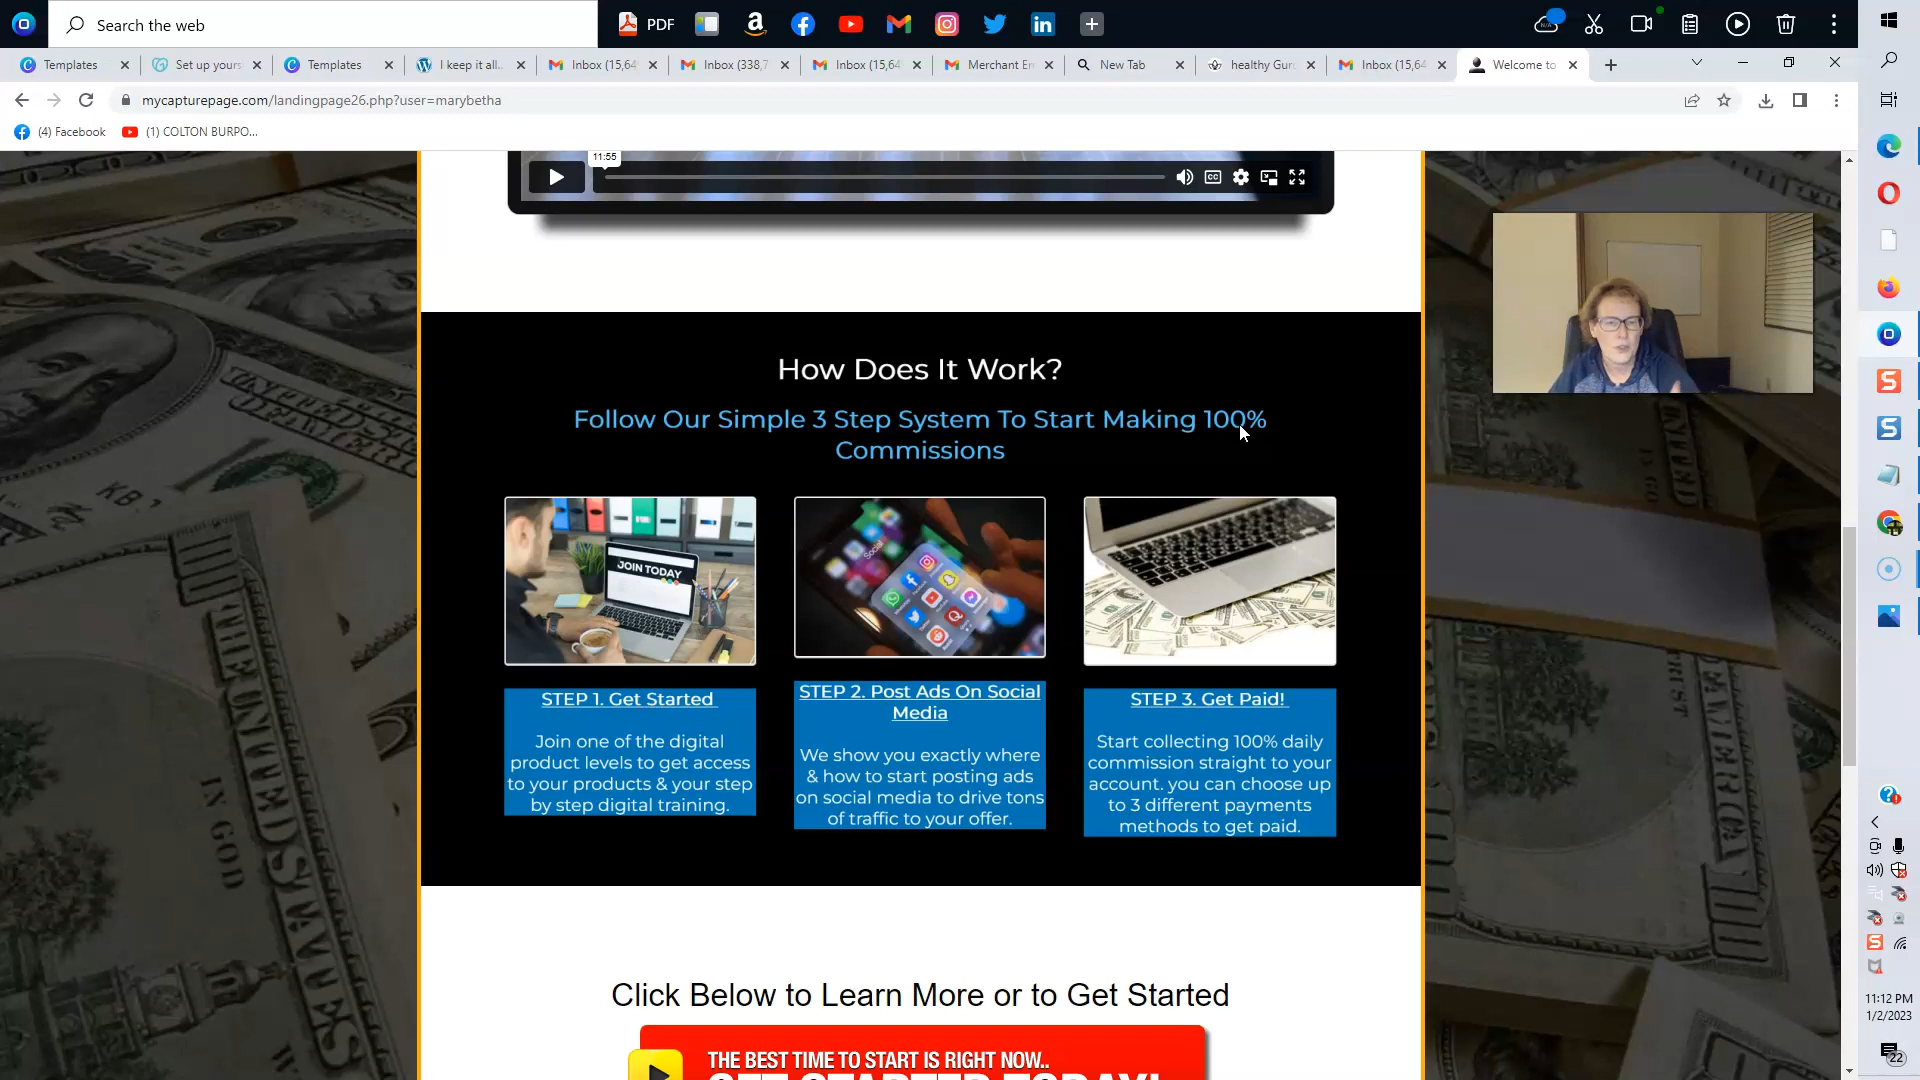 Search the web
PDF
Templates
Set up yours
Templates
I keep it all..
Inbox (15,64
Inbox (338,7
Inbox (15,64
Merchant Er
New Tab
healthy Gur
Inbox (15,64
Welcome to
mycapturepage.com/landingpage26.php?user=marybetha
(4) Facebook
(1) COLTON BURPO...
11:55
CC
How Does It Work?
Follow Our Simple 3 Step System To Start Making 100%
Commissions
JOIN TODAY
Social
STEP 1. Get Started
Join one of the digital
product levels to get access
to your products & your step
by step digital training.
STEP 2. Post Ads On Social
Media
We show you exactly where
& how to start posting ads
on social media to drive tons
of traffic to your offer.
STEP 3. Get Paid!
Start collecting 100% daily
commission straight to your
account. you can choose up
to 3 different payments
methods to get paid.
Click Below to Learn More or to Get Started
THE BEST TIME TO START IS RIGHT NOW..
GET STARTED TODAY!
11:12 PM
1/2/2023
22